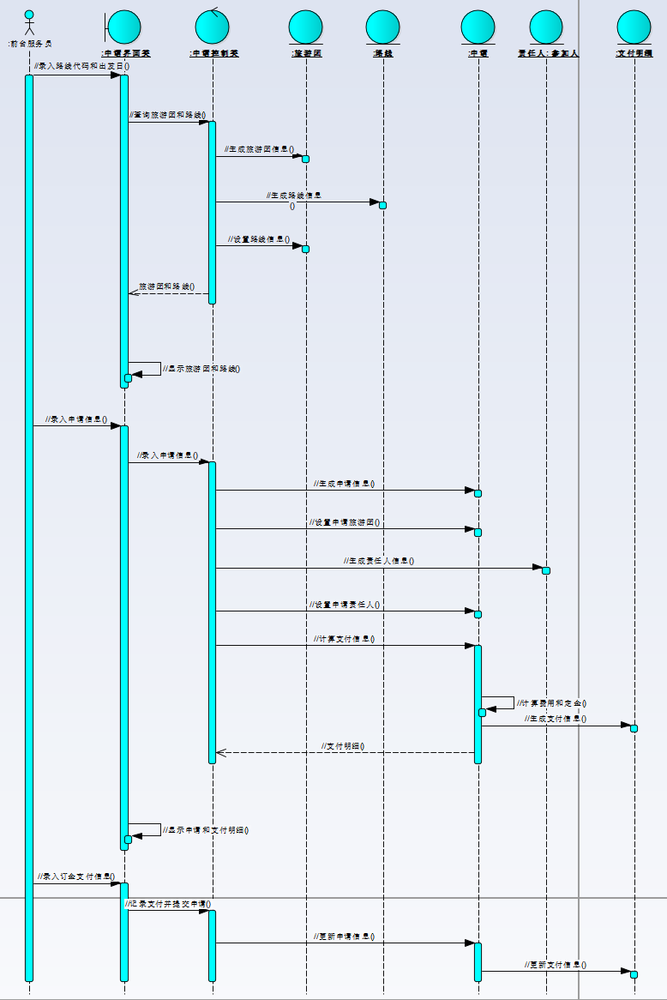 :前台服务员
:申请界面类
:申请控制类
:旅游团
:路线
:申请
责任人: 参加人
:支付明细
//录入路线代码和出发日()
//查询旅游团和路线()
//生成旅游团信息()
//生成路线信息
()
//设置路线信息()
旅游团和路线()
//显示旅游团和路线()
//录入申请信息()
//录入申请信息()
//生成申请信息()
//设置申请旅游团()
//生成责任人信息()
//设置申请责任人()
//计算支付信息()
//计算费用和定金()
//生成支付信息()
//支付明细()
//显示申请和支付明细()
//录入订金支付信息()
//记录支付并提交申请()
//更新申请信息()
//更新支付信息()